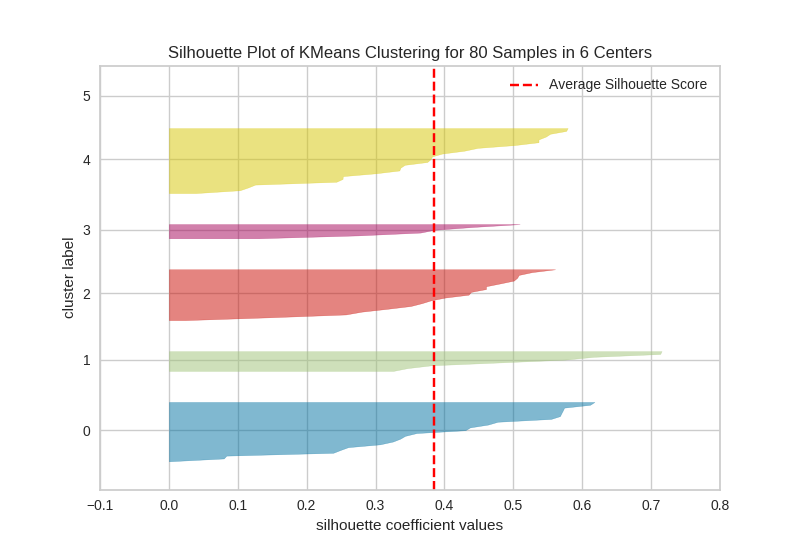 Silhouette Plot of KMeans Clustering for 80 Samples in 6 Centers
Average Silhouette Score
5
4
3
2
1
0
cluster label
−0.1 0.0 0.1 0.2 0.3 0.4 0.5 0.6 0.7 0.8
silhouette coefficient values